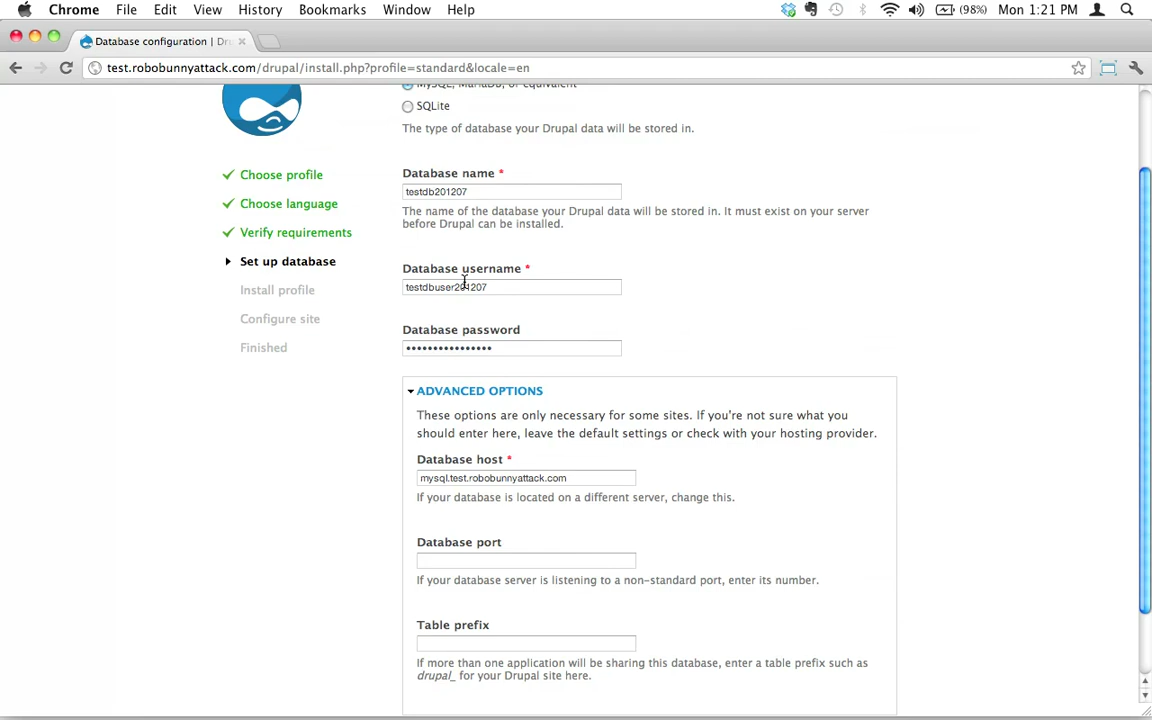 Chrome File Edit View History Bookmarks Window Help (98%) Mon 1:21 PM
Database configuration | Dru
test.robobunnyattack.com/drupal/install.php?profile=standard&locale=en
MySQL, MariaDB, or equivalent
SQLite
The type of database your Drupal data will be stored in.
Choose profile
Choose language
Verify requirements
Set up database
Install profile
Configure site
Finished
Database name *
testdb201207
The name of the database your Drupal data will be stored in. It must exist on your server
before Drupal can be installed.
Database username *
testdbuser201207
Database password
••••••••••••••••
ADVANCED OPTIONS
These options are only necessary for some sites. If you're not sure what you
should enter here, leave the default settings or check with your hosting provider.
Database host *
mysql.test.robobunnyattack.com
If your database is located on a different server, change this.
Database port
If your database server is listening to a non-standard port, enter its number.
Table prefix
If more than one application will be sharing this database, enter a table prefix such as
drupal_ for your Drupal site here.